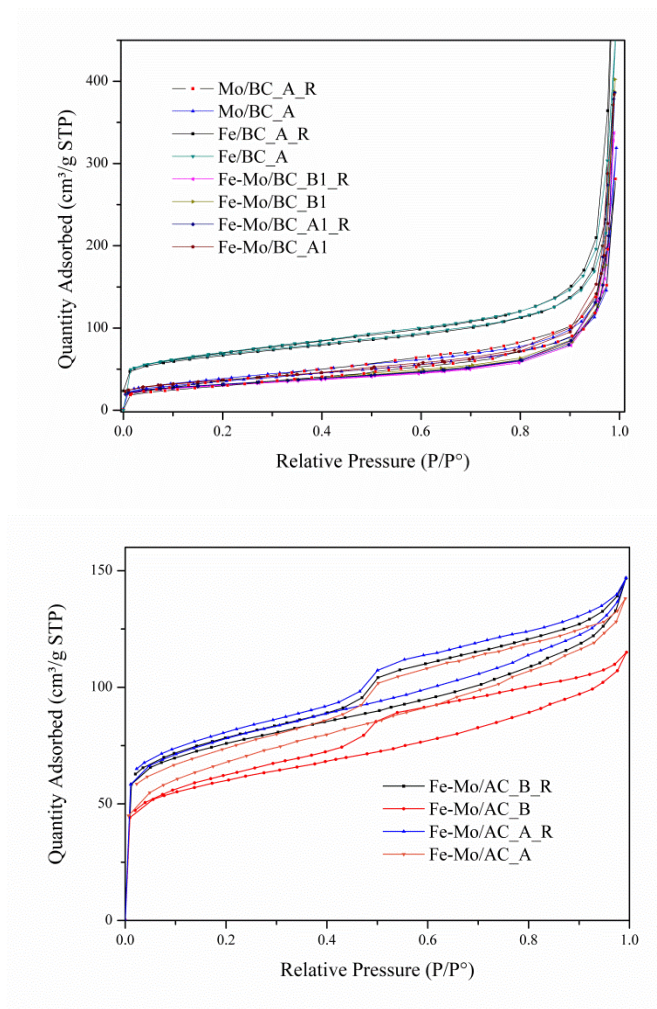 400
300
200
100
0
Quantity Adsorbed (cm³/g STP)
Mo/BC_A_R
Mo/BC_A
Fe/BC_A_R
Fe/BC_A
Fe-Mo/BC_B1_R
Fe-Mo/BC_B1
Fe-Mo/BC_A1_R
Fe-Mo/BC_A1
0.0 0.2 0.4 0.6 0.8 1.0
Relative Pressure (P/P°)
150
100
50
0
Quantity Adsorbed (cm³/g STP)
Fe-Mo/AC_B_R
Fe-Mo/AC_B
Fe-Mo/AC_A_R
Fe-Mo/AC_A
0.0 0.2 0.4 0.6 0.8 1.0
Relative Pressure (P/P°)